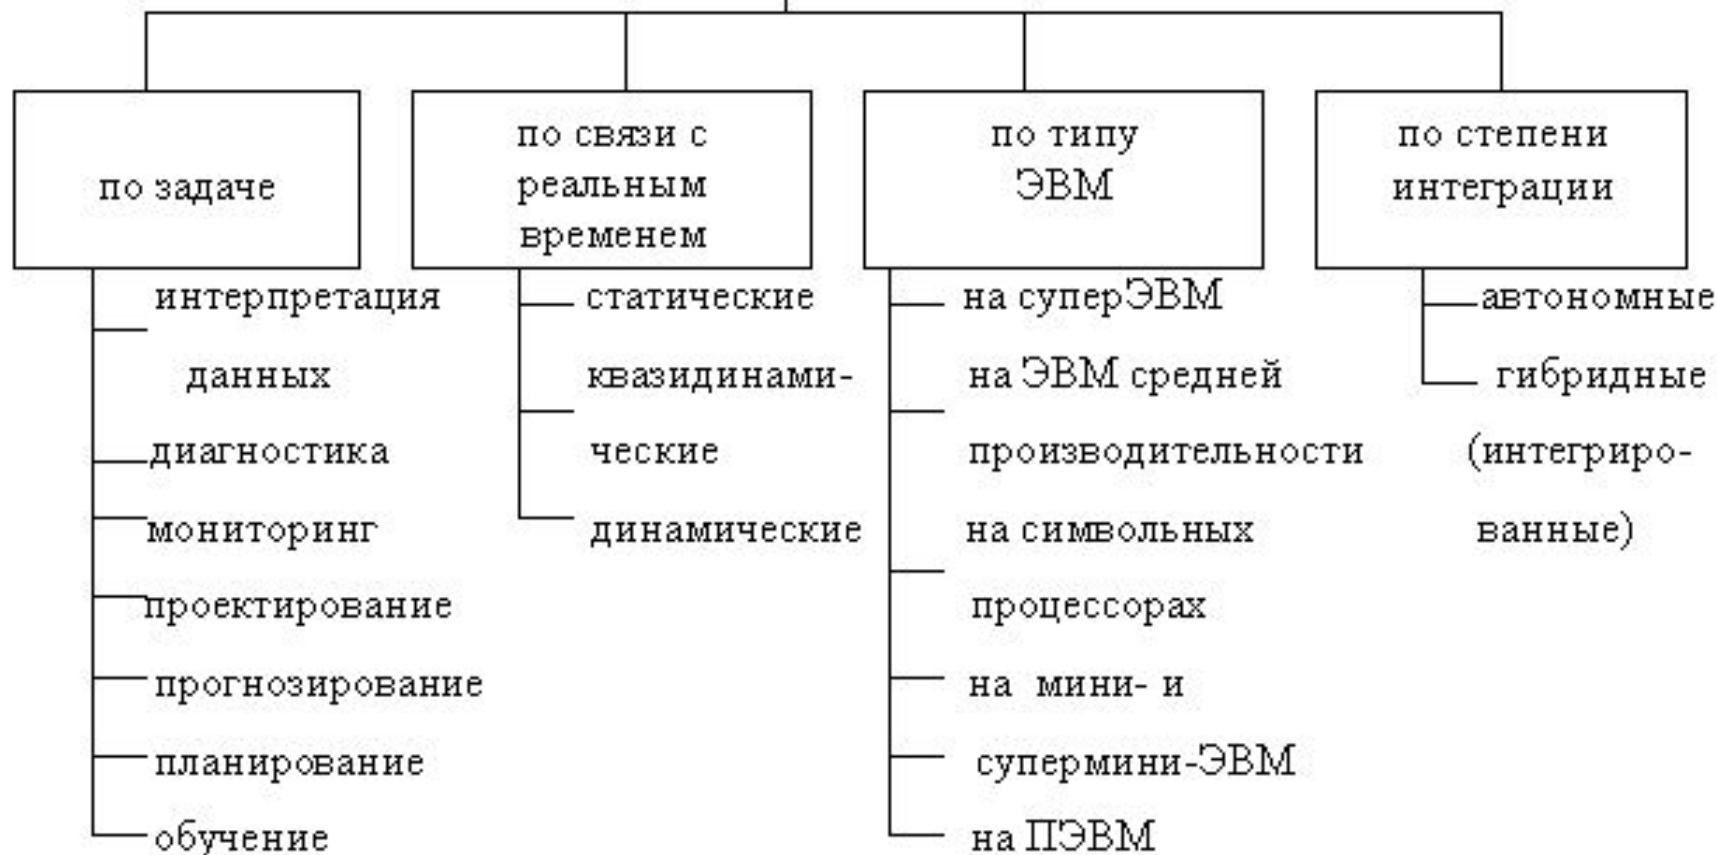 по задаче
по связи с
реальным
временем
по типу
ЭВМ
по степени
интеграции
интерпретация
данных
диагностика
мониторинг
проектирование
прогнозирование
планирование
обучение
статические
квазидинами-
ческие
динамические
на суперЭВМ
на ЭВМ средней
производительности
на символьных
процессорах
на мини- и
супермини-ЭВМ
на ПЭВМ
автономные
гибридные
(интегриро-
ванные)